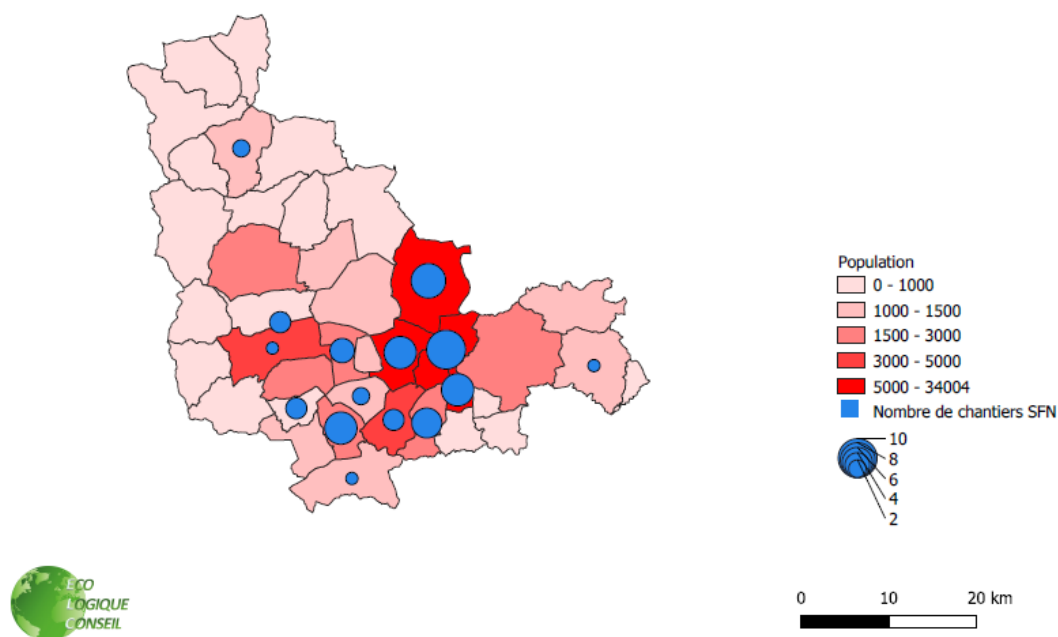 Population
0 - 1000
1000 - 1500
1500 - 3000
3000 - 5000
5000 - 34004
Nombre de chantiers SFN
10
8
6
4
2
ECO
LOGIQUE
CONSEIL
0 10 20 km